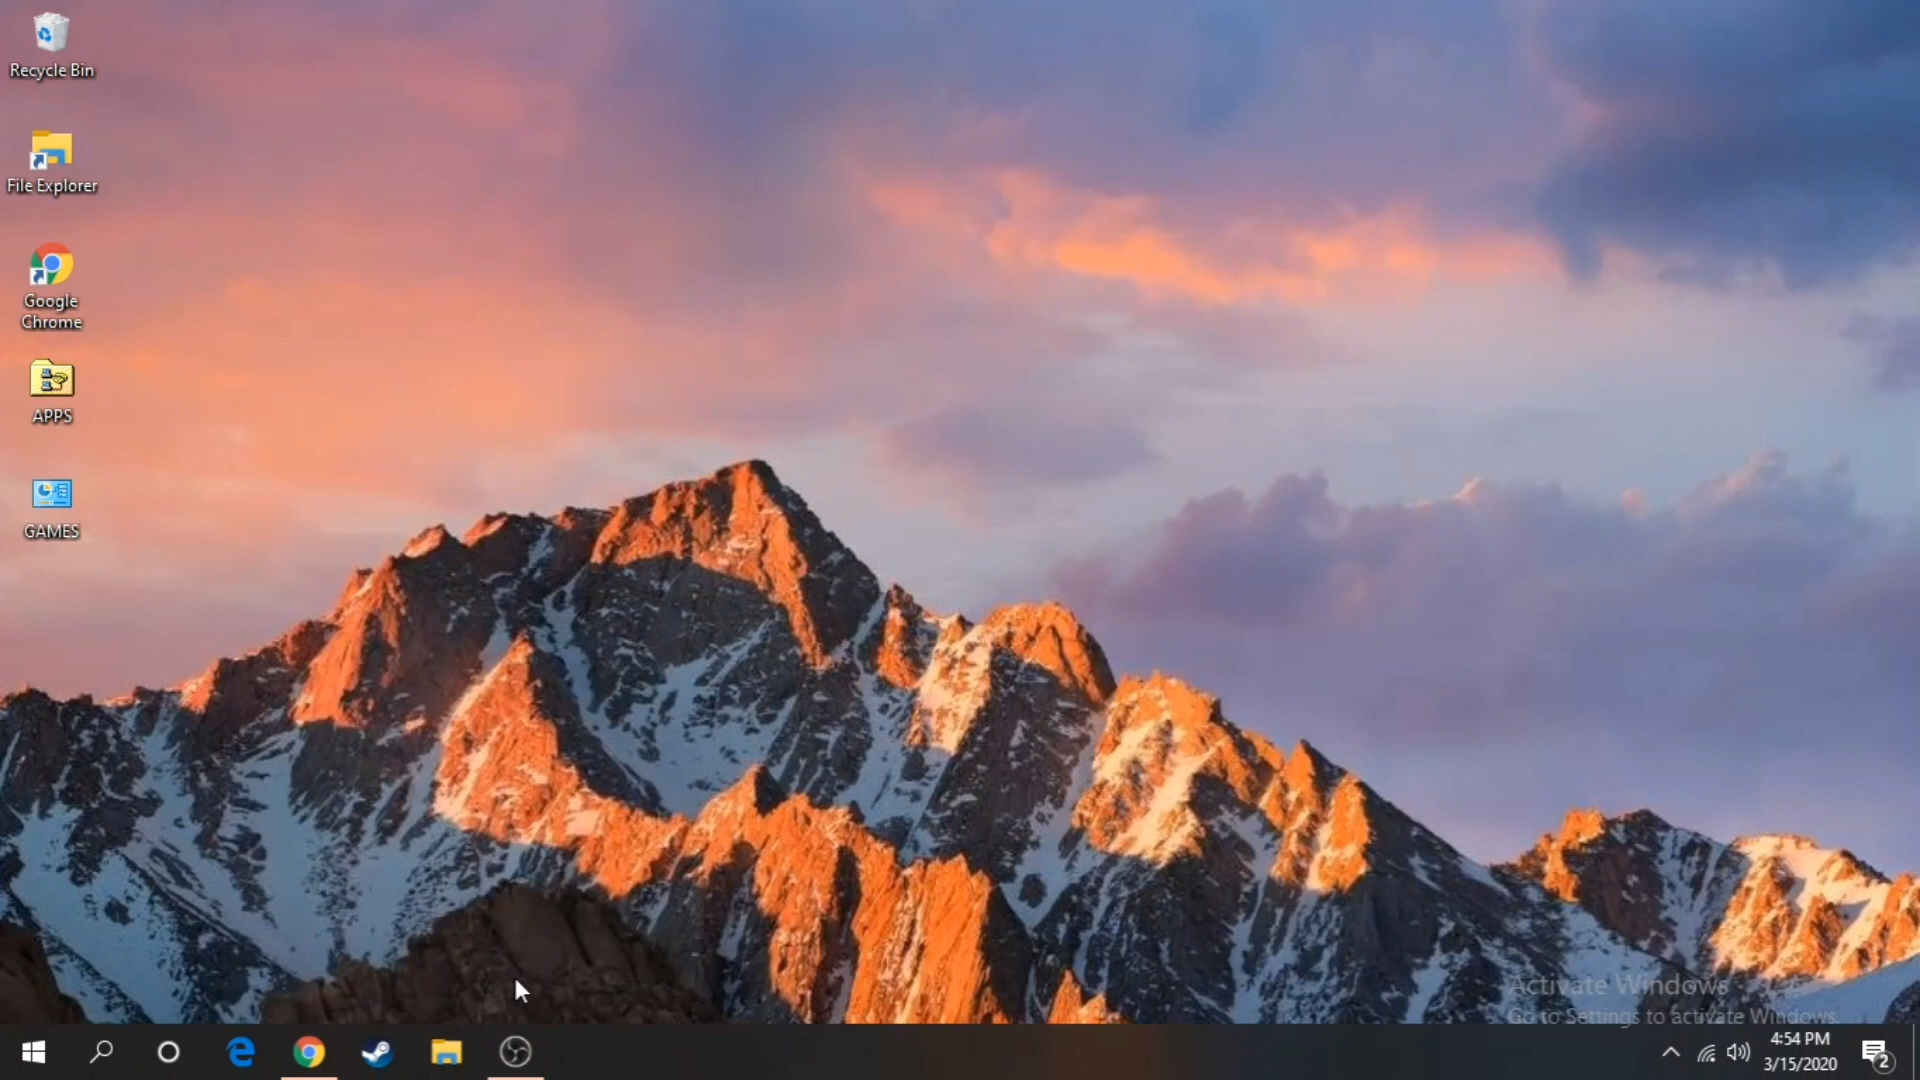 Recycle Bin
File Explorer
Google
Chrome
APPS
GAMES
Activate Windows
Go to Settings to activate Windows.
4:54 PM
3/15/2020
2